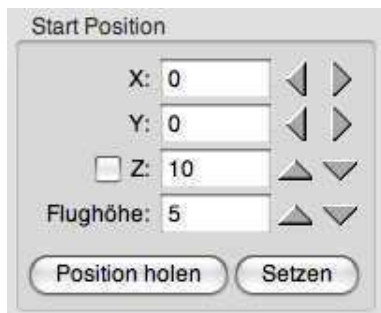 Start Position
X: 0
Y: 0
Z: 10
Flughöhe: 5
Position holen Setzen